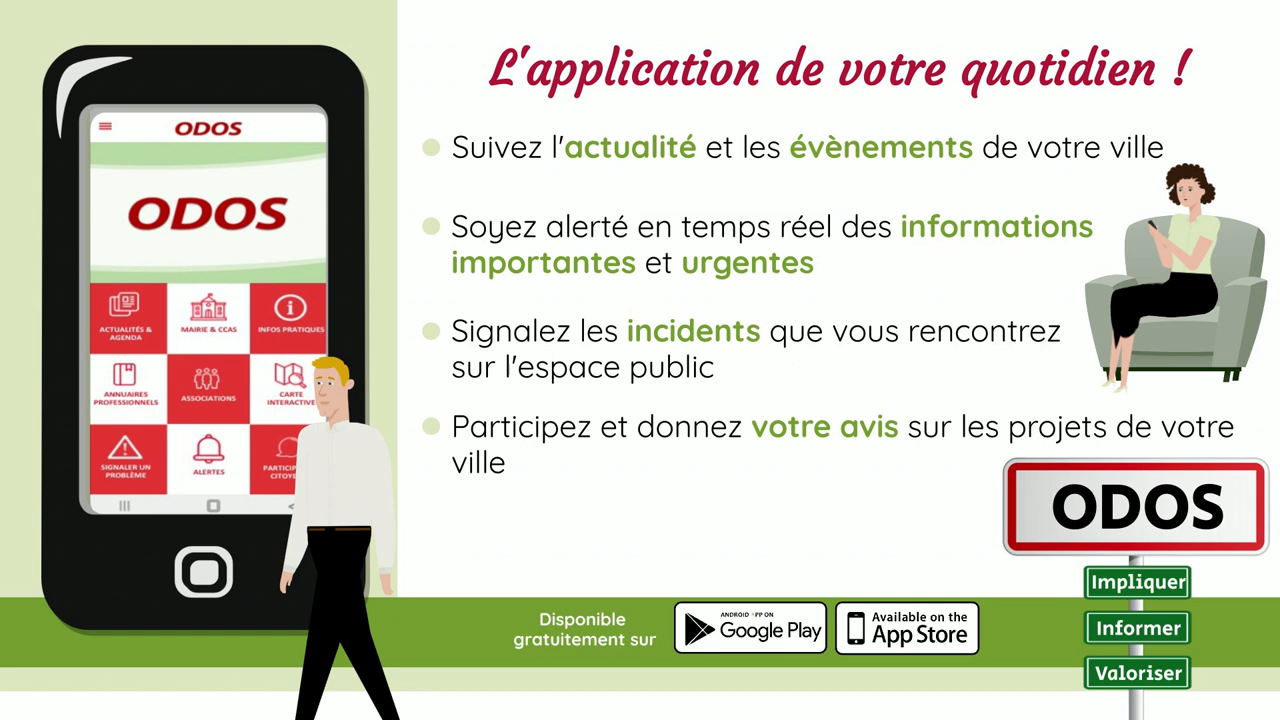 L'application de votre quotidien !
Suivez l'actualité et les évènements de votre ville
Soyez alerté en temps réel des informations
importantes et urgentes
Signalez les incidents que vous rencontrez
sur l'espace public
Participez et donnez votre avis sur les projets de votre
ville
ODOS
ODOS
ACTUALITÉS &
AGENDA
MAIRIE & CCAS
INFOS PRATIQUES
ANNUAIRES
PROFESSIONNELS
ASSOCIATIONS
CARTE
INTERACTIVE
SIGNALER UN
PROBLÈME
ALERTES
ODOS
Impliquer
Informer
Valoriser
Disponible
gratuitement sur
ANDROID APP ON
Google Play
Available on the
App Store